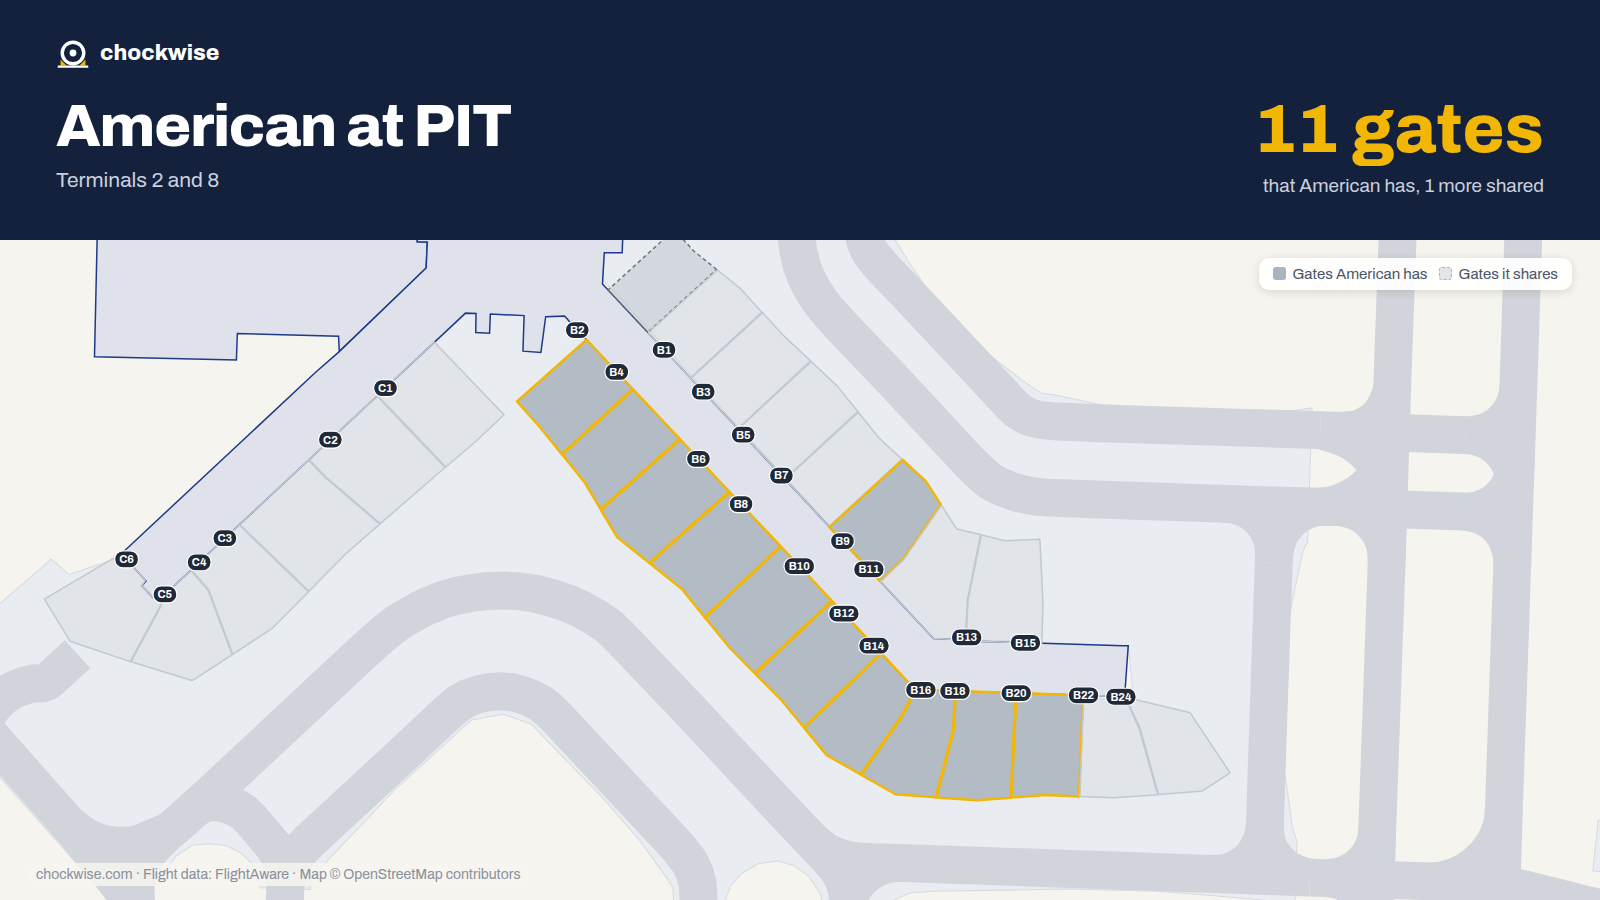 chockwise
American at PIT
Terminals 2 and 8
11 gates
that American has, 1 more shared
Gates American has
Gates it shares
B2
B1
B4
C1
B3
B5
C2
B6
B7
B8
C3
B9
C6
C4
B10
B11
C5
B12
B13
B15
B14
B16
B18
B20
B22
B24
chockwise.com · Flight data: FlightAware · Map © OpenStreetMap contributors